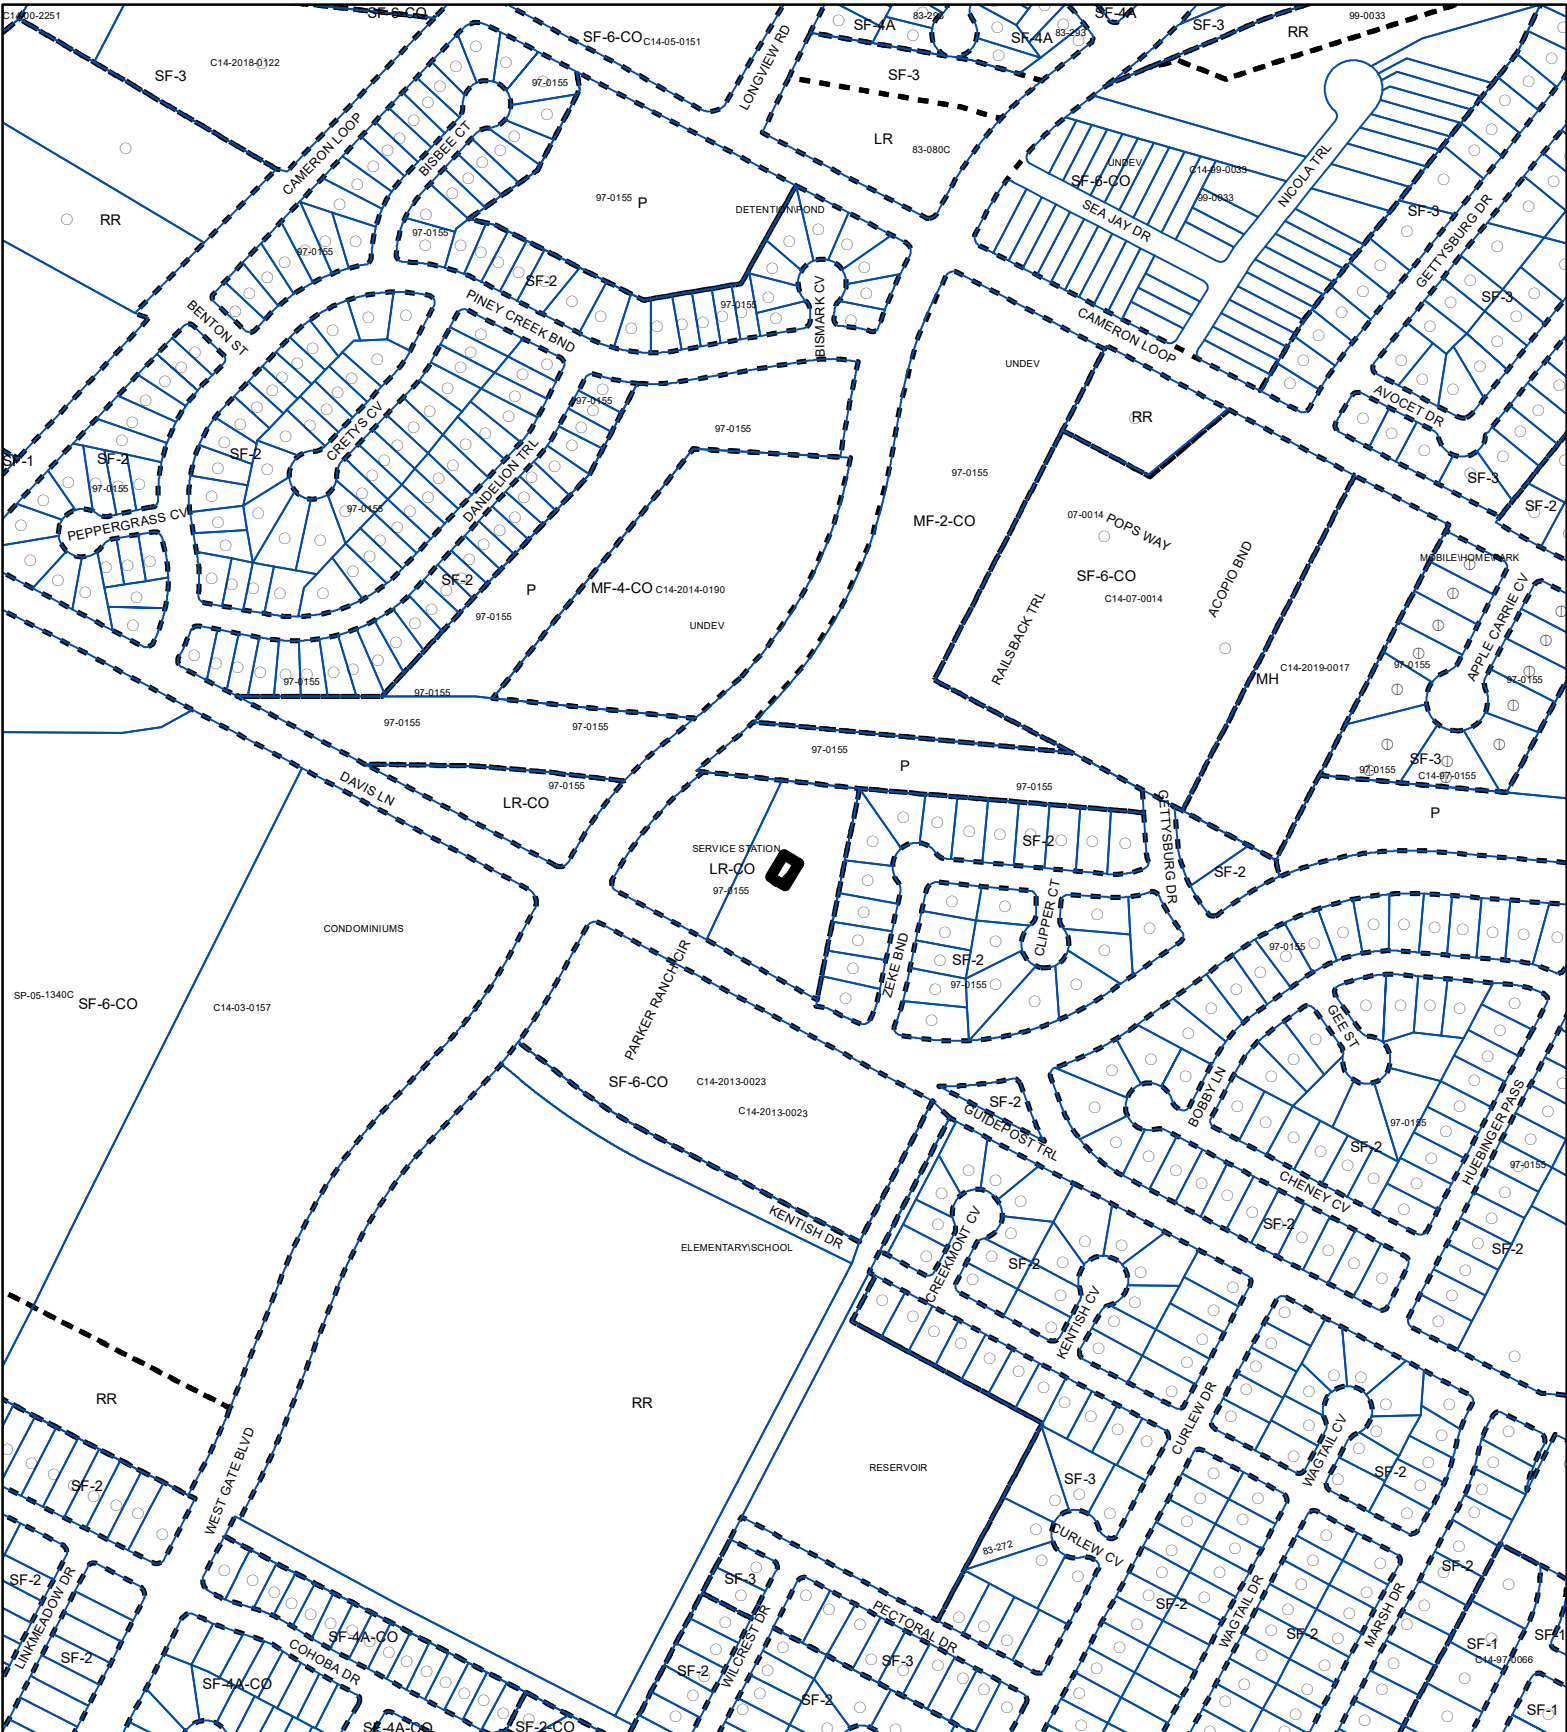 C14-00-2251
SF-6-CO
83-293
SF-4A
99-0033
SF-4A
SF-3
RR
SF-6-CO
C14-05-0151
SF-4A
83-293
C14-2018-0122
SF-3
97-0155
LONGVIEW RD
SF-3
LR
83-080C
CAMERON LOOP
BISBEE CT
UNDEV
C14-99-0033
SF-6-CO
99-0033
NICOLA TRL
97-0155
P
DETENTION\POND
RR
SEA JAY DR
SF-3
GETTYSBURG DR
97-0155
97-0155
SF-2
SF-3
BENTON ST
PINEY CREEK BND
97-0155
BISMARK CV
CAMERON LOOP
UNDEV
97-0155
RR
AVOCET DR
97-0155
CRETYS CV
SF-1
SF-2
SF-2
97-0155
SF-3
97-0155
97-0155
DANDELION TRL
SF-2
PEPPERGRASS CV
MF-2-CO
07-0014
POPS WAY
MOBILE\HOME\PARK
SF-2
P
MF-4-CO
C14-2014-0190
SF-6-CO
C14-07-0014
ACOPIO BND
APPLE CARRIE CV
97-0155
UNDEV
RAILSBACK TRL
C14-2019-0017
97-0155
MH
97-0155
97-0155
97-0155
97-0155
97-0155
97-0155
P
SF-3
97-0155
C14-97-0155
DAVIS LN
97-0155
LR-CO
97-0155
P
GETTYSBURG DR
SERVICE STATION
LR-CO
97-0155
SF-2
SF-2
CLIPPER CT
CONDOMINIUMS
ZEKE BND
SF-2
97-0155
97-0155
SP-05-1340C
SF-6-CO
C14-03-0157
PARKER RANCH CIR
GEE ST
SF-6-CO
C14-2013-0023
C14-2013-0023
SF-2
GUIDEPOST TRL
BOBBY LN
97-0155
SF-2
HUEBINGER PASS
97-0155
CHENEY CV
SF-2
KENTISH DR
ELEMENTARY\SCHOOL
CREEKMONT CV
SF-2
SF-2
KENTISH CV
RR
RR
CURLEW DR
WAGTAIL CV
WEST GATE BLVD
RESERVOIR
SF-3
SF-2
SF-2
83-272
CURLEW CV
SF-2
LINKMEADOW DR
SF-3
SF-2
SF-2
WAGTAIL DR
MARSH DR
PECTORAL DR
WILCREST DR
SF-4A-CO
COHOBA DR
SF-2
SF-2
SF-1
SF-1
C14-97-0066
SF-3
SF-2
SF-4A-CO
SF-2
SF-1
SF-4A-CO
SF-2-CO